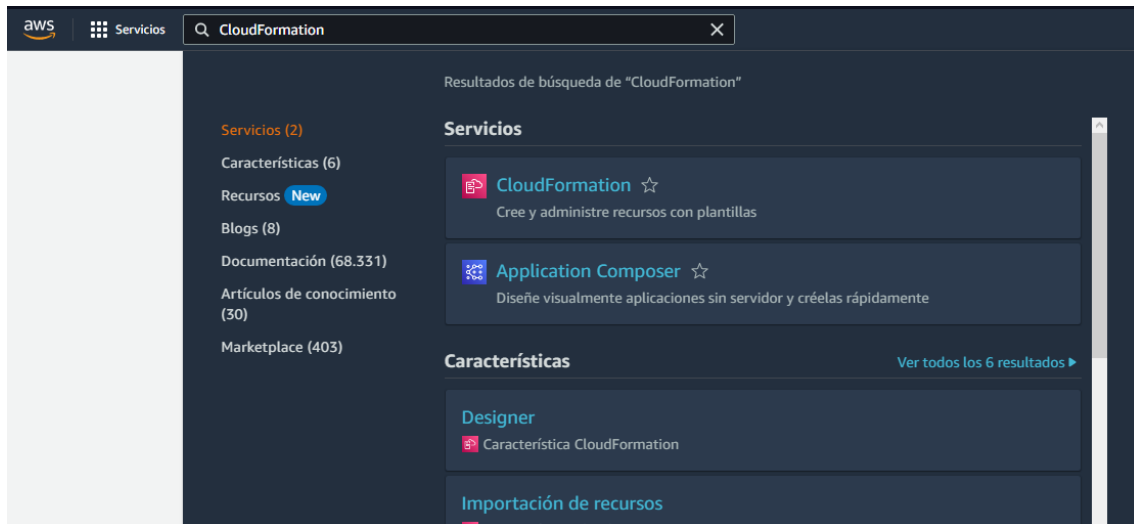 aws
Servicios
CloudFormation
Resultados de búsqueda de “CloudFormation”
Servicios (2)
Características (6)
Recursos New
Blogs (8)
Documentación (68.331)
Artículos de conocimiento
(30)
Marketplace (403)
Servicios
CloudFormation
Cree y administre recursos con plantillas
Application Composer
Diseñe visualmente aplicaciones sin servidor y créelas rápidamente
Características
Ver todos los 6 resultados
Designer
Característica CloudFormation
Importación de recursos